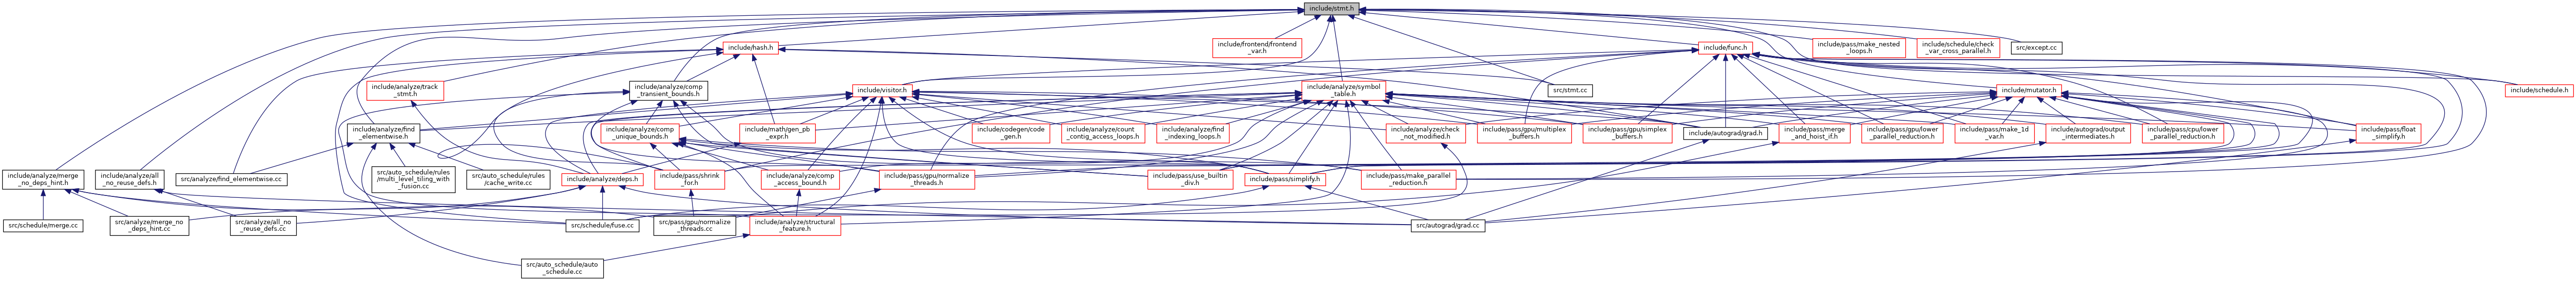 include/stmt.h
include/hash.h
include/frontend/frontend
_var.h
include/func.h
include/pass/make_nested
_loops.h
include/schedule/check
_var_cross_parallel.h
src/except.cc
include/analyze/track
_stmt.h
include/analyze/comp
_transient_bounds.h
include/visitor.h
include/analyze/symbol
_table.h
src/stmt.cc
include/mutator.h
include/schedule.h
include/analyze/find
_elementwise.h
include/analyze/comp
_unique_bounds.h
include/math/gen_pb
_expr.h
include/codegen/code
_gen.h
include/analyze/count
_contig_access_loops.h
include/analyze/find
_indexing_loops.h
include/analyze/check
_not_modified.h
include/pass/gpu/multiplex
_buffers.h
include/pass/gpu/simplex
_buffers.h
include/autograd/grad.h
include/pass/merge
_and_hoist_if.h
include/pass/gpu/lower
_parallel_reduction.h
include/pass/make_1d
_var.h
include/autograd/output
_intermediates.h
include/pass/cpu/lower
_parallel_reduction.h
include/pass/float
_simplify.h
include/analyze/merge
_no_deps_hint.h
include/analyze/all
_no_reuse_defs.h
src/analyze/find_elementwise.cc
src/auto_schedule/rules
/multi_level_tiling_with
_fusion.cc
src/auto_schedule/rules
/cache_write.cc
include/analyze/deps.h
include/pass/shrink
_for.h
include/analyze/comp
_access_bound.h
include/pass/gpu/normalize
_threads.h
include/pass/use_builtin
_div.h
include/pass/simplify.h
include/pass/make_parallel
_reduction.h
src/schedule/merge.cc
src/analyze/merge_no
_deps_hint.cc
src/analyze/all_no
_reuse_defs.cc
src/schedule/fuse.cc
src/pass/gpu/normalize
_threads.cc
include/analyze/structural
_feature.h
src/autograd/grad.cc
src/auto_schedule/auto
_schedule.cc